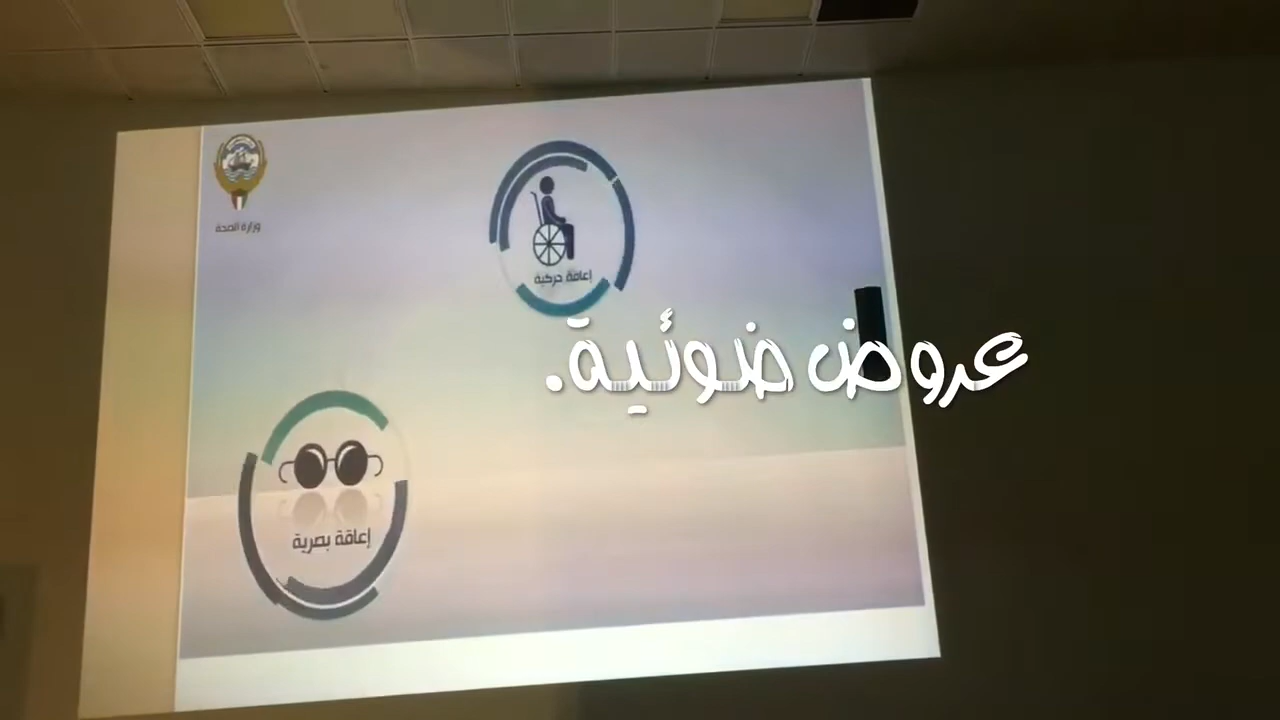 وزارة الصحة
إعاقة حركية
عروض ضوئية.
إعاقة بصرية